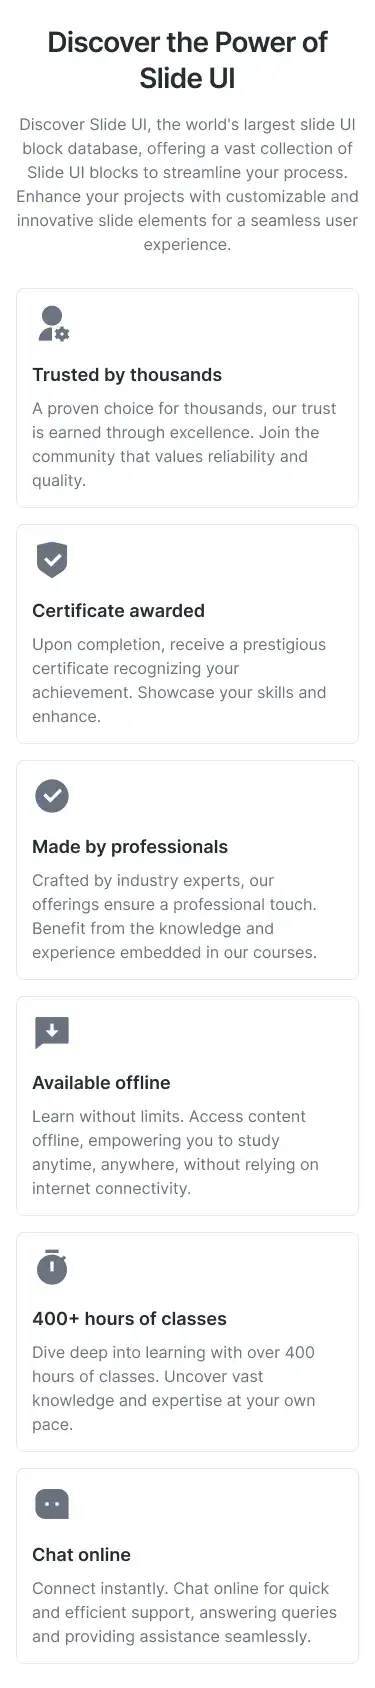 Discover the Power of
Slide UI
Discover Slide UI, the world's largest slide UI
block database, offering a vast collection of
Slide UI blocks to streamline your process.
Enhance your projects with customizable and
innovative slide elements for a seamless user
experience.
Trusted by thousands
A proven choice for thousands, our trust
is earned through excellence. Join the
community that values reliability and
quality.
Certificate awarded
Upon completion, receive a prestigious
certificate recognizing your
achievement. Showcase your skills and
enhance.
Made by professionals
Crafted by industry experts, our
offerings ensure a professional touch.
Benefit from the knowledge and
experience embedded in our courses.
Available offline
Learn without limits. Access content
offline, empowering you to study
anytime, anywhere, without relying on
internet connectivity.
400+ hours of classes
Dive deep into learning with over 400
hours of classes. Uncover vast
knowledge and expertise at your own
pace.
Chat online
Connect instantly. Chat online for quick
and efficient support, answering queries
and providing assistance seamlessly.